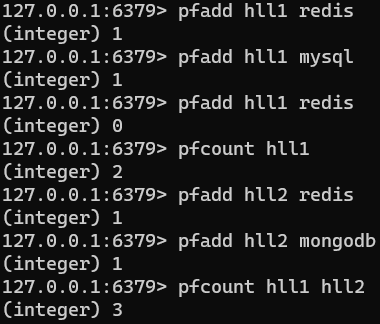 127.0.0.1:6379> pfadd hll1 redis
(integer) 1
127.0.0.1:6379> pfadd hll1 mysql
(integer) 1
127.0.0.1:6379> pfadd hll1 redis
(integer) 0
127.0.0.1:6379> pfcount hll1
(integer) 2
127.0.0.1:6379> pfadd hll2 redis
(integer) 1
127.0.0.1:6379> pfadd hll2 mongodb
(integer) 1
127.0.0.1:6379> pfcount hll1 hll2
(integer) 3